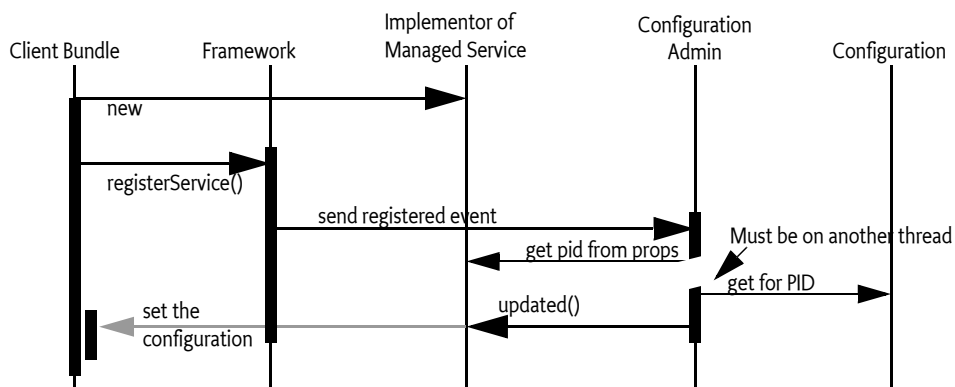 Client Bundle
Framework
Implementor of
Managed Service
Configuration
Admin
Configuration
new
registerService()
send registered event
Must be on another thread
get pid from props
get for PID
updated()
set the
configuration